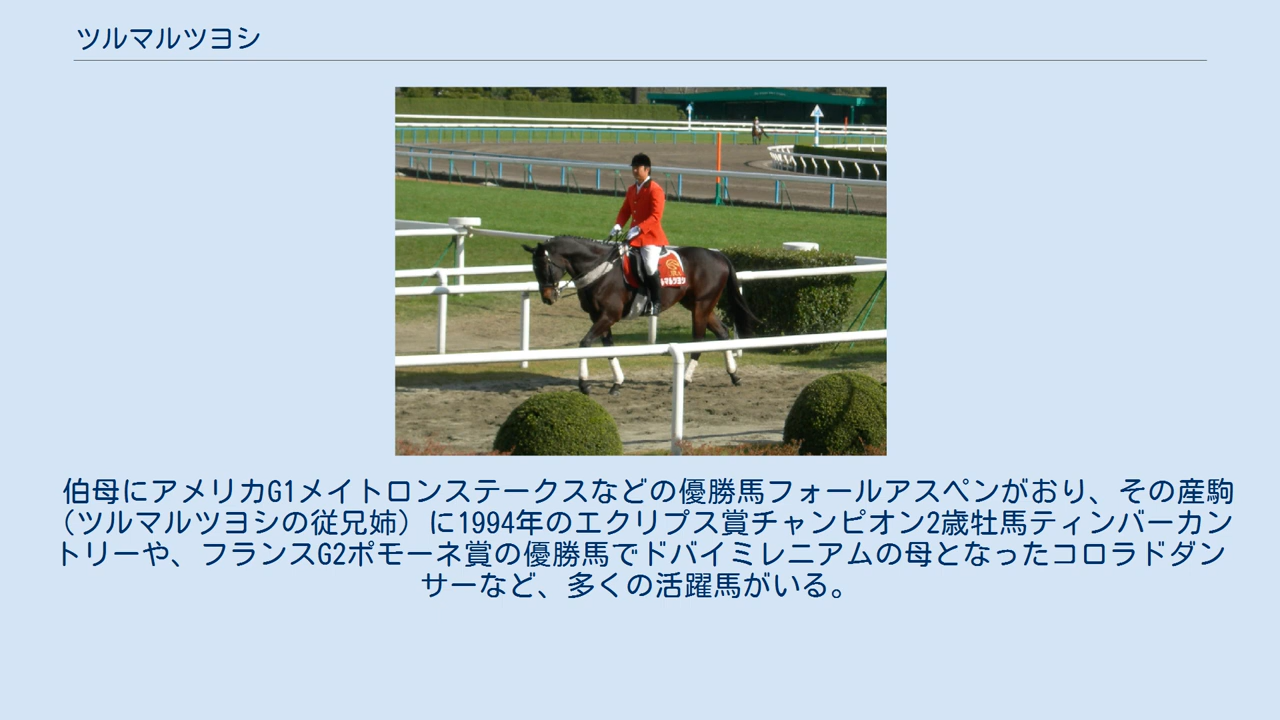 ツルマルツヨシ
ルマルツヨシ
伯母にアメリカG1メイトロンステークスなどの優勝馬フォールアスペンがおり、その産駒
（ツルマルツヨシの従兄姉）に1994年のエクリプス賞チャンピオン2歳牡馬ティンバーカン
トリーや、フランスG2ポモーネ賞の優勝馬でドバイミレニアムの母となったコロラドダン
サーなど、多くの活躍馬がいる。